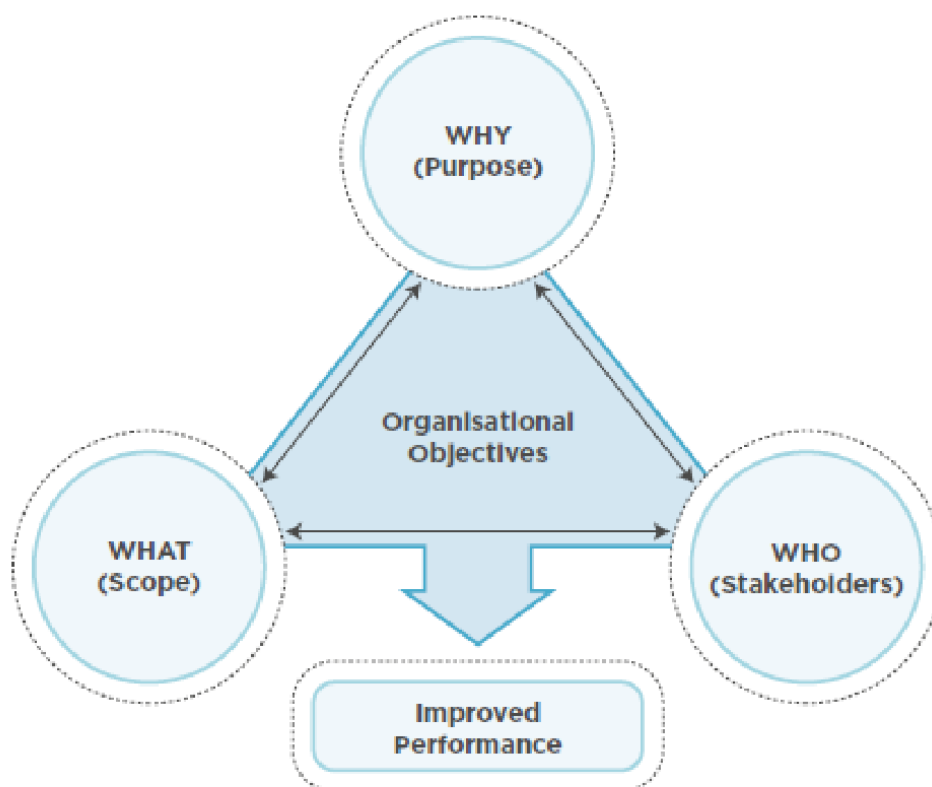 WHY
(Purpose)
Organisational
Objectives
WHAT
(Scope)
WHO
(Stakeholders)
Improved
Performance